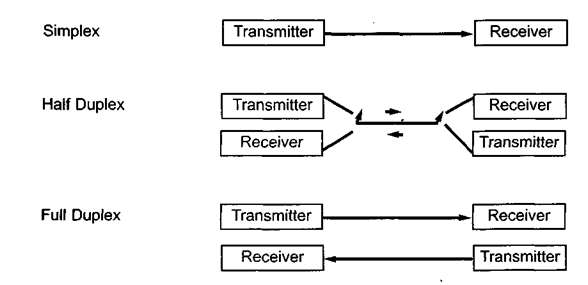 Simplex Transmitter Receiver
Half Duplex Transmitter Receiver
Receiver Transmitter
Full Duplex Transmitter Receiver
Receiver Transmitter